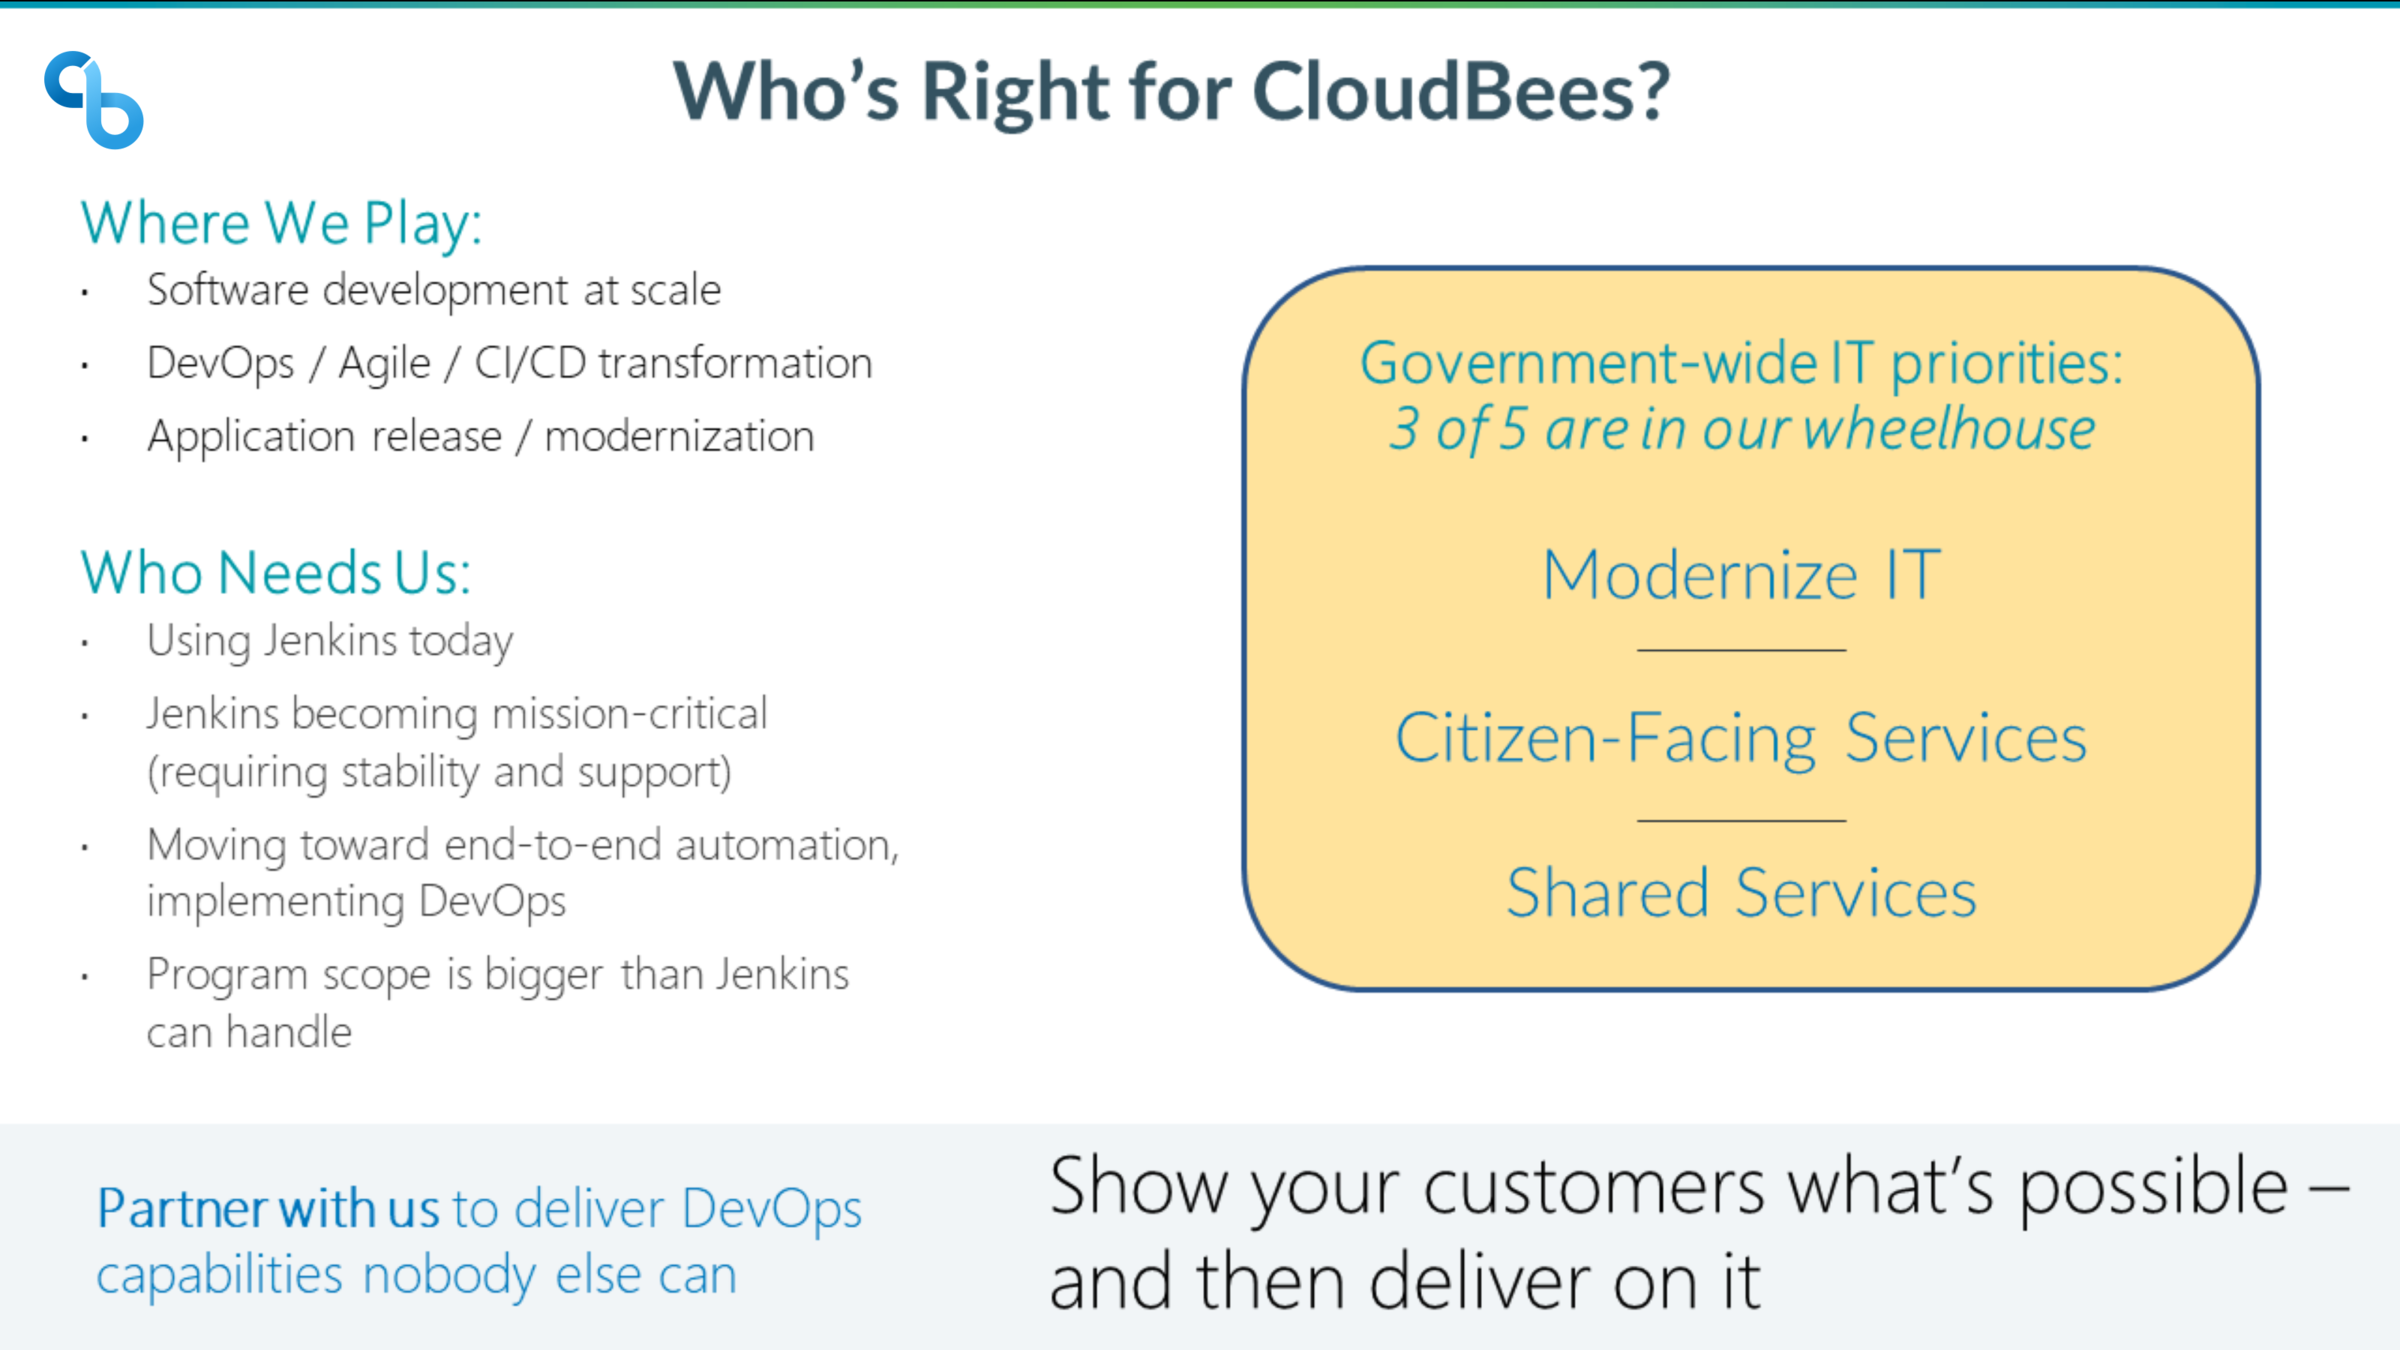 Who’s Right for CloudBees?
Where We Play:
· Software development at scale
· DevOps / Agile / CI/CD transformation
· Application release / modernization
Who Needs Us:
· Using Jenkins today
· Jenkins becoming mission-critical
(requiring stability and support)
· Moving toward end-to-end automation,
implementing DevOps
· Program scope is bigger than Jenkins
can handle
Government-wide IT priorities:
3 of 5 are in our wheelhouse
Modernize IT
Citizen-Facing Services
Shared Services
Partner with us to deliver DevOps
capabilities nobody else can
Show your customers what’s possible –
and then deliver on it